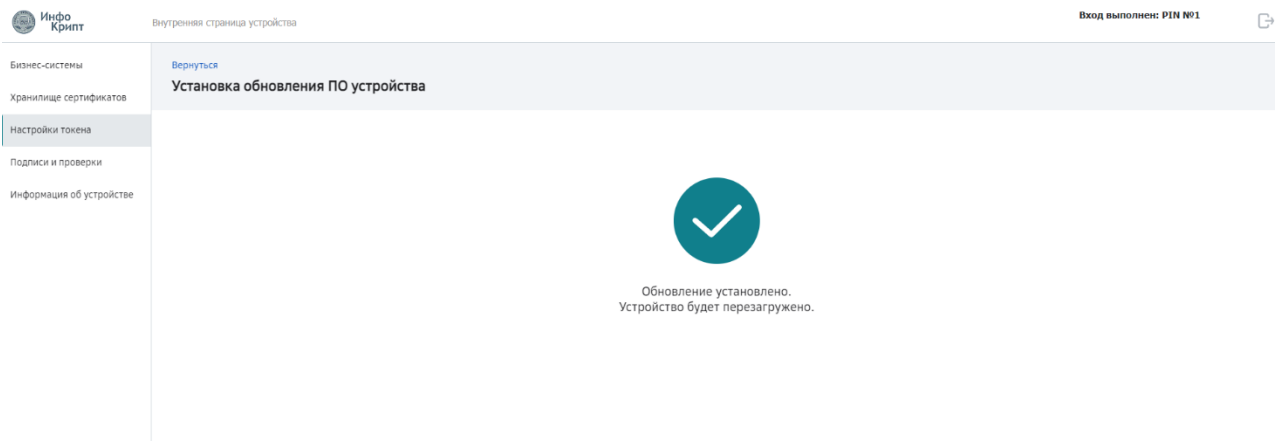 Инфо
Крипт
Внутренняя страница устройства
Вход выполнен: PIN №1
Бизнес-системы
Хранилище сертификатов
Настройки токена
Подписи и проверки
Информация об устройстве
Вернуться
Установка обновления ПО устройства
Обновление установлено.
Устройство будет перезагружено.